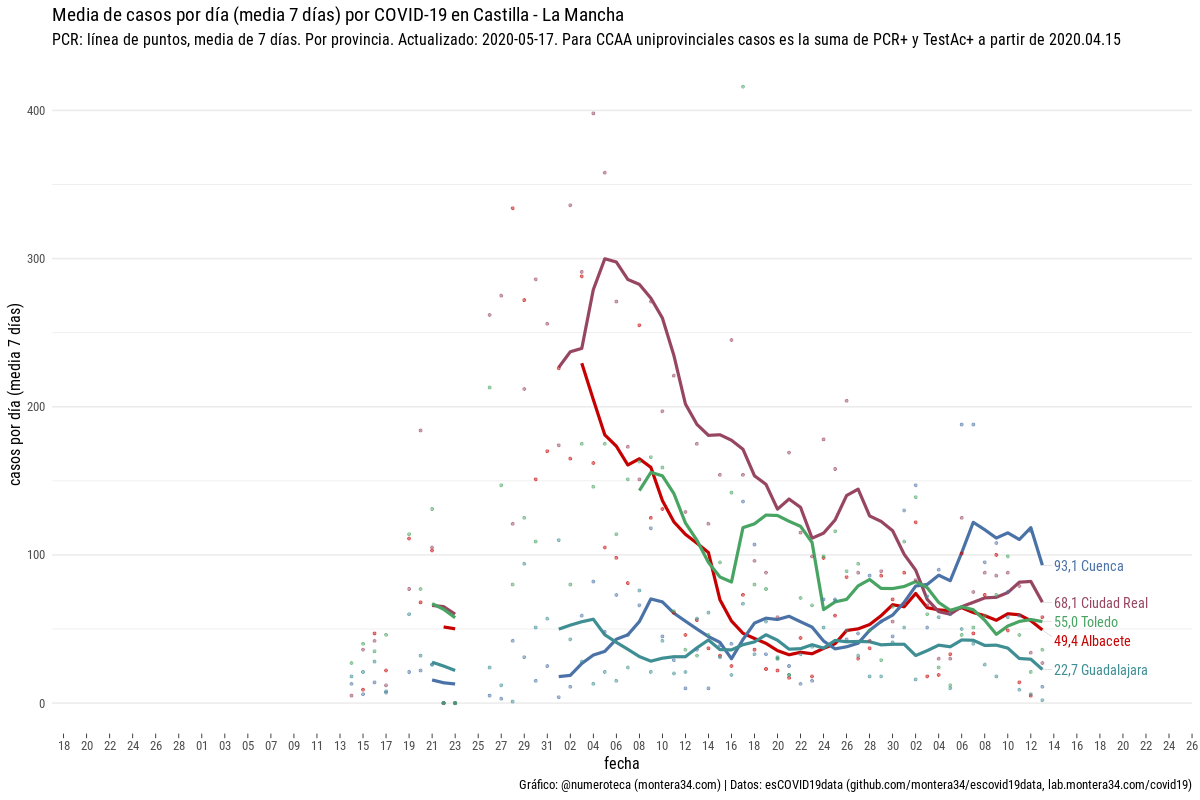 Media de casos por día (media 7 días) por COVID-19 en Castilla - La Mancha
PCR: línea de puntos, media de 7 días. Por provincia. Actualizado: 2020-05-17. Para CCAA uniprovinciales casos es la suma de PCR+ y TestAc+ a partir de 2020.04.15
casos por día (media 7 días)
400
300
200
100
0
93,1 Cuenca
68,1 Ciudad Real
55,0 Toledo
49,4 Albacete
22,7 Guadalajara
18 20 22 24 26 28 01 03 05 07 09 11 13 15 17 19 21 23 25 27 29 31 02 04 06 08 10 12 14 16 18 20 22 24 26 28 30 02 04 06 08 10 12 14 16 18 20 22 24 26
fecha
Gráfico: @numeroteca (montera34.com) | Datos: esCOVID19data (github.com/montera34/escovid19data, lab.montera34.com/covid19)